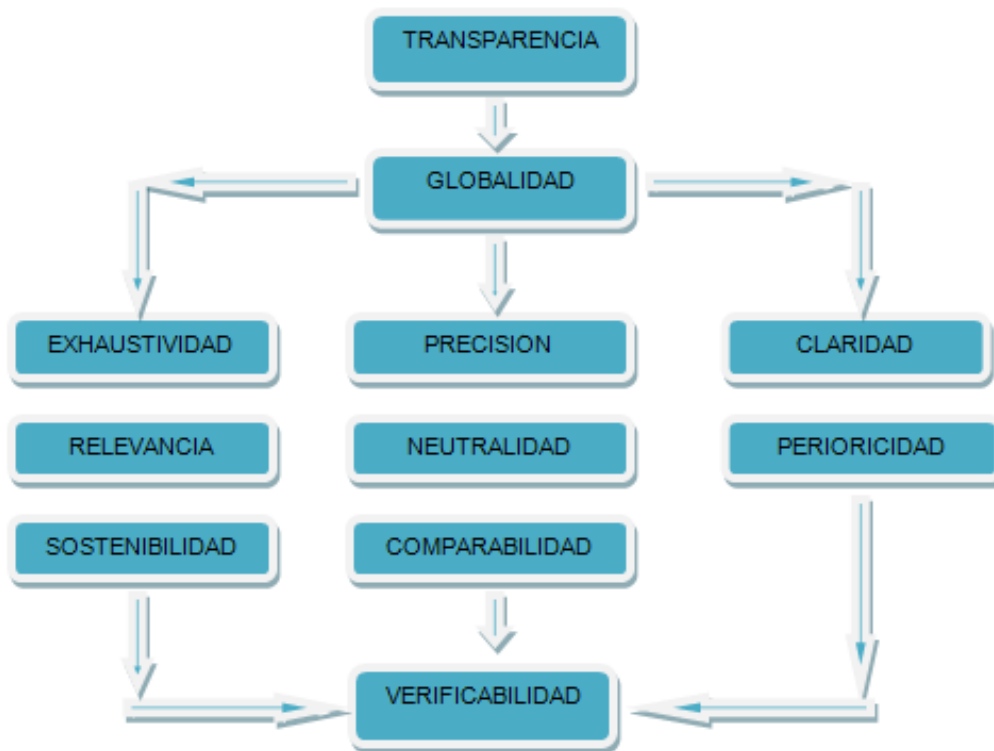 TRANSPARENCIA
GLOBALIDAD
EXHAUSTIVIDAD
PRECISION
CLARIDAD
RELEVANCIA
NEUTRALIDAD
PERIORICIDAD
SOSTENIBILIDAD
COMPARABILIDAD
VERIFICABILIDAD